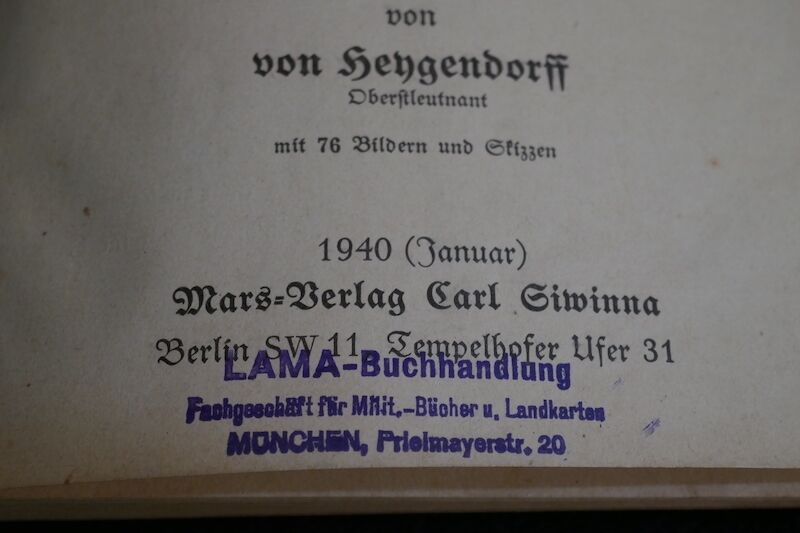 von
von Heygendorff
Oberstleutnant
mit 76 Bildern und Skizzen
1940 (Januar)
Mars-Verlag Carl Siwinna
Berlin SW 11, Tempelhofer Ufer 31
LAMA-Buchhandlung
Fachgeschäft für Milit.-Bücher u. Landkarten
MÜNCHEN, Prielmayerstr. 20